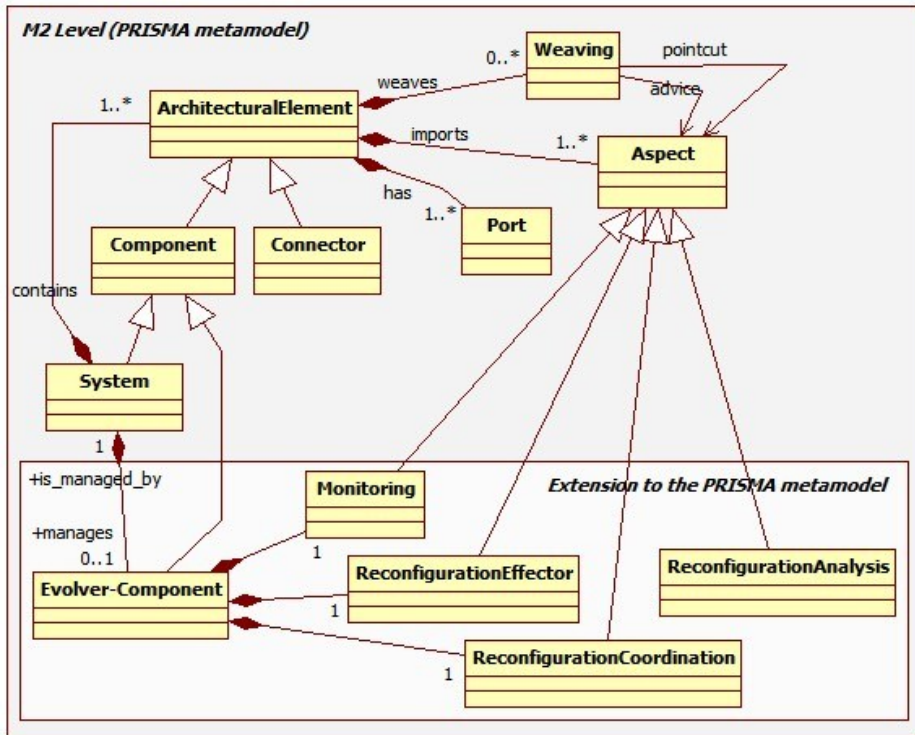 M2 Level (PRISMA metamodel)
Weaving
pointcut
0..*
weaves
advice
1..*
ArchitecturalElement
imports
1..*
Aspect
has
1..*
Port
Component
Connector
contains
System
1
+is_managed_by
Monitoring
Extension to the PRISMA metamodel
+manages
0..1
1
ReconfigurationEffector
ReconfigurationAnalysis
Evolver-Component
1
ReconfigurationCoordination
1